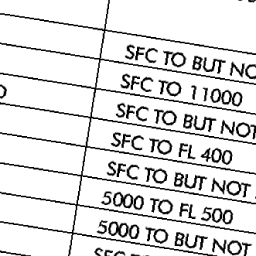 SFC TO BUT NO
SFC TO 11000
SFC TO BUT NOT
SFC TO FL 400
SFC TO BUT NOT
5000 TO FL 500
5000 TO BUT NOT